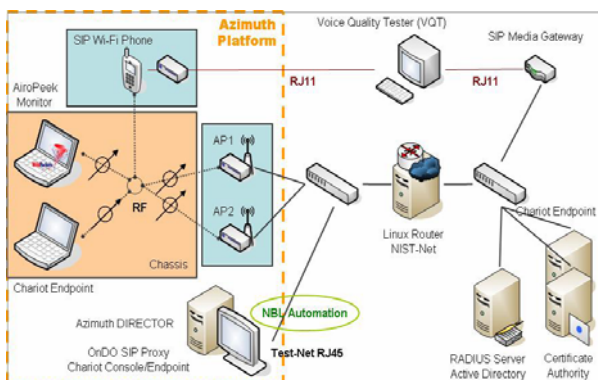 Azimuth
Platform
SIP Wi-Fi Phone
Voice Quality Tester (VQT)
SIP Media Gateway
RJ11
RJ11
AiroPeek
Monitor
AP1
RF
AP2
Linux Router
NIST-Net
Chariot Endpoint
Chassis
Chariot Endpoint
NBL Automation
Azimuth DIRECTOR
OnDO SIP Proxy
Chariot Console/Endpoint
Test-Net RJ45
RADIUS Server
Active Directory
Certificate
Authority